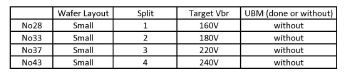 Wafer Layout Split Target Vbr UBM (done or without)
No28 Small 1 160V without
No33 Small 2 180V without
No37 Small 3 220V without
No43 Small 4 240V without